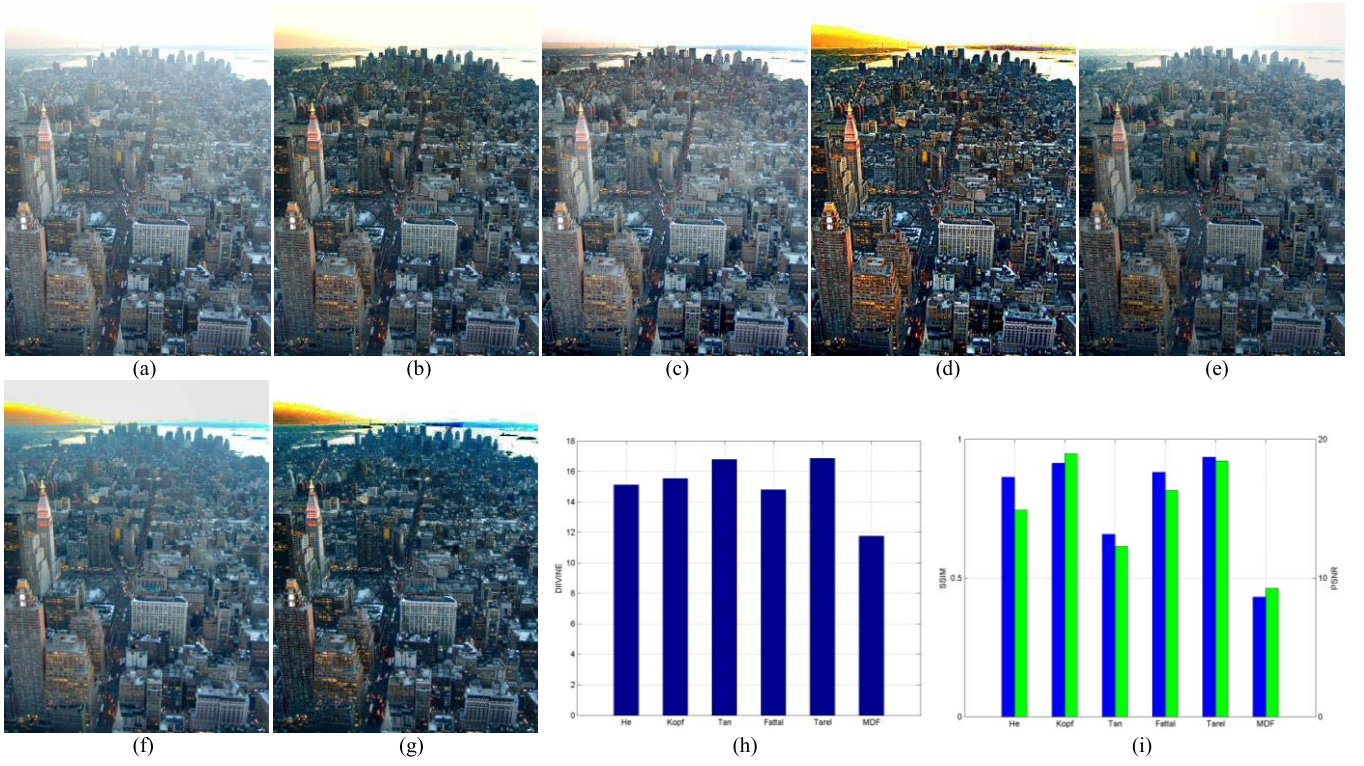 (a)
(b)
(c)
(d)
(e)
(f)
(g)
DIIVINE
18
16
14
12
10
8
6
4
2
0
He Kopf Tan Fattal Tarel MDF
(h)
SSIM
1
0.5
0
20
10
0
PSNR
He Kopf Tan Fattal Tarel MDF
(i)